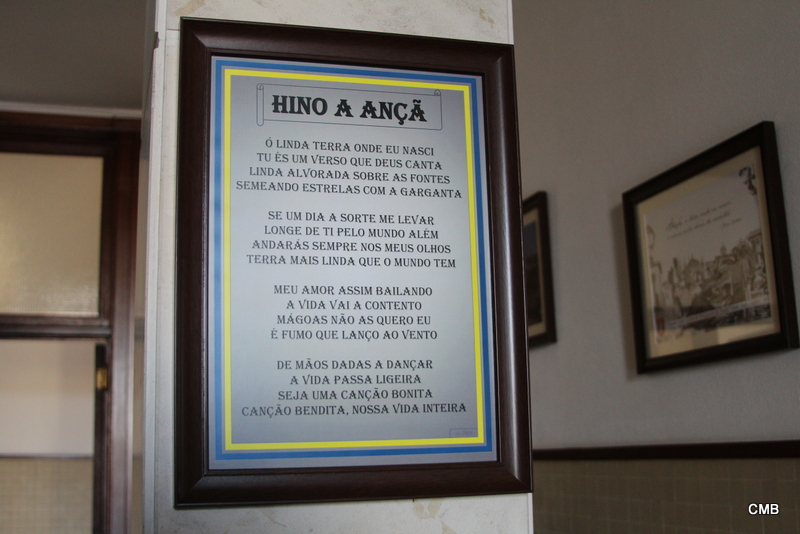 HINO A ANÇÃ
Ó LINDA TERRA ONDE EU NASCI
TU ÉS UM VERSO QUE DEUS CANTA
LINDA ALVORADA SOBRE AS FONTES
SEMEANDO ESTRELAS COM A GARGANTA
SE UM DIA A SORTE ME LEVAR
LONGE DE TI PELO MUNDO ALÉM
ANDARÁS SEMPRE NOS MEUS OLHOS
TERRA MAIS LINDA QUE O MUNDO TEM
MEU AMOR ASSIM BAILANDO
A VIDA VAI A CONTENTO
MÁGOAS NÃO AS QUERO EU
É FUMO QUE LANÇO AO VENTO
DE MÃOS DADAS A DANÇAR
A VIDA PASSA LIGEIRA
SEJA UMA CANÇÃO BONITA
CANÇÃO BENDITA, NOSSA VIDA INTEIRA
CMB